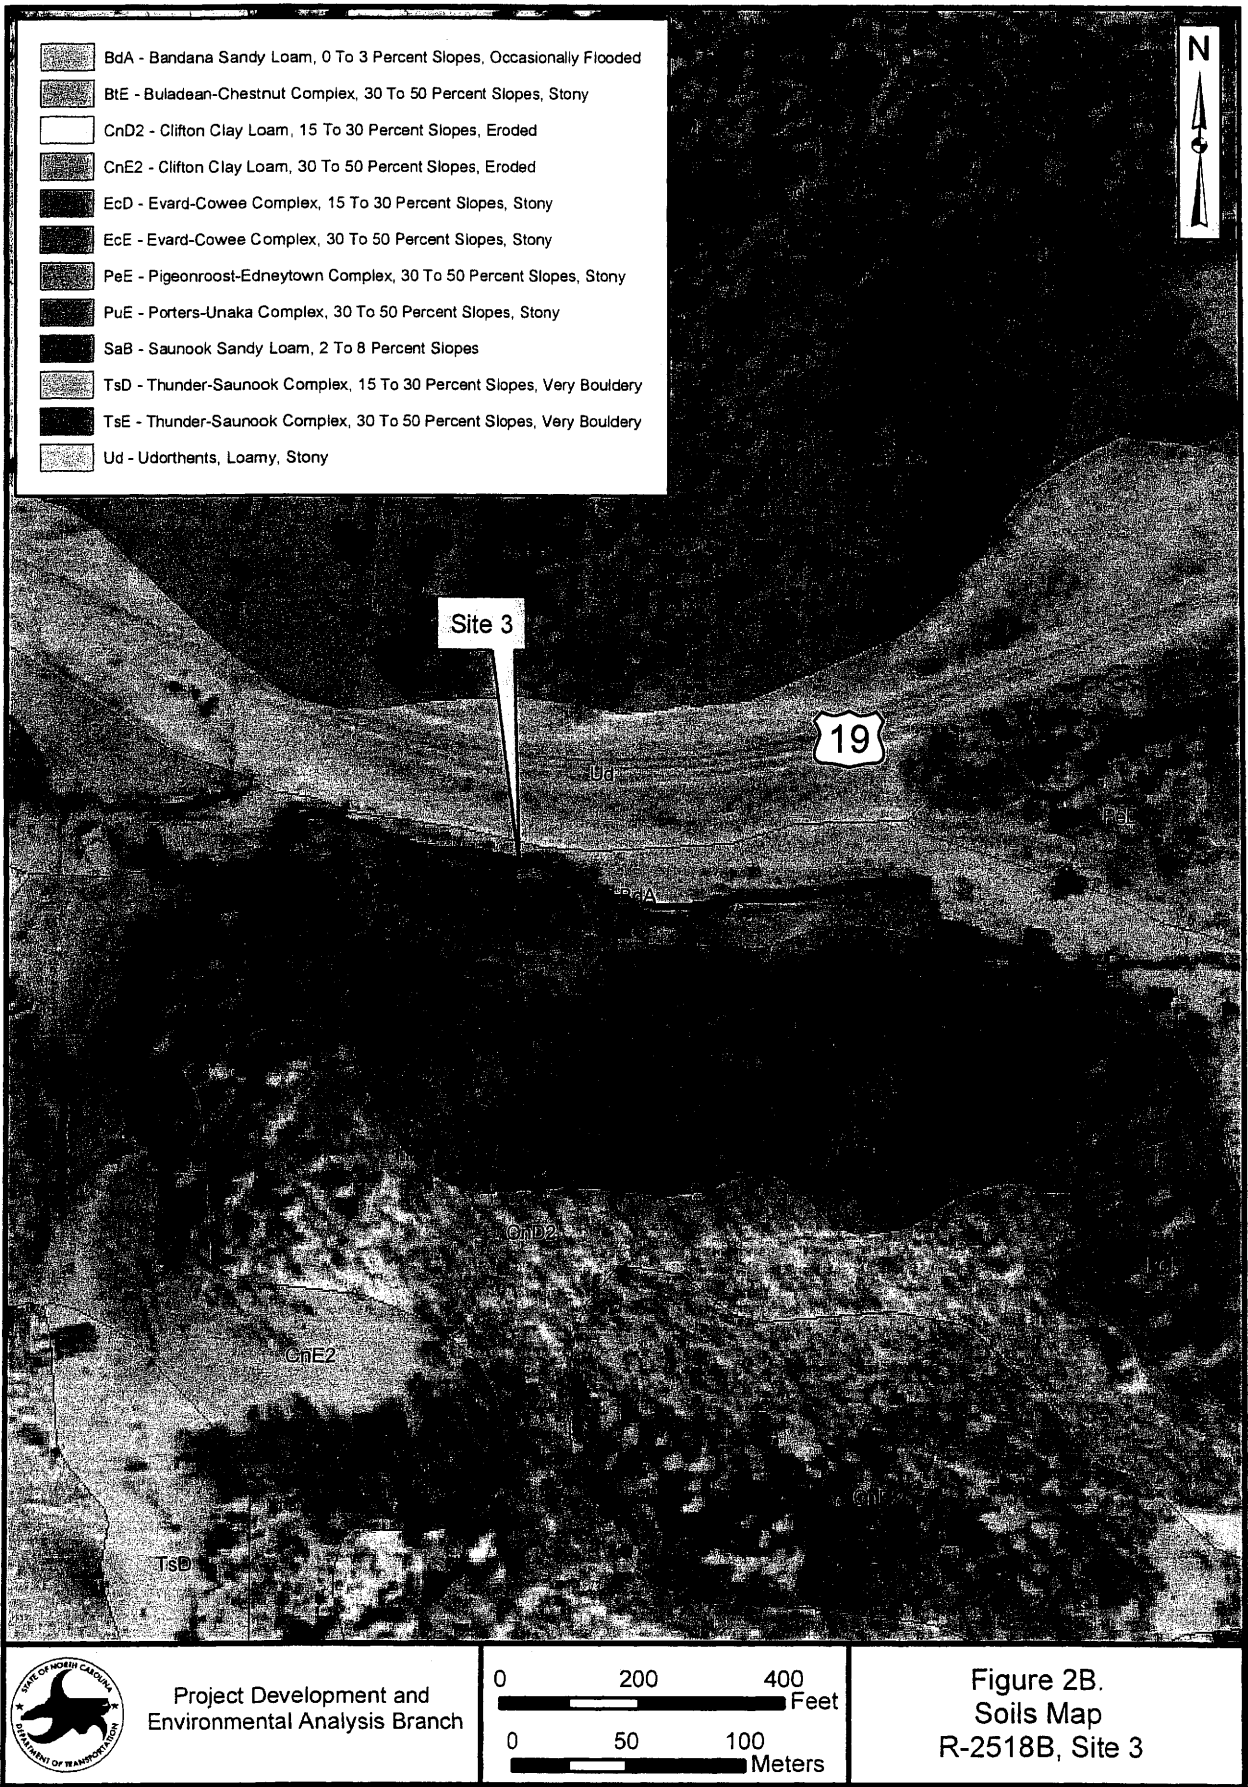 BdA - Bandana Sandy Loam, 0 To 3 Percent Slopes, Occasionally Flooded
BtE - Buladean-Chestnut Complex, 30 To 50 Percent Slopes, Stony
CnD2 - Clifton Clay Loam, 15 To 30 Percent Slopes, Eroded
CnE2 - Clifton Clay Loam, 30 To 50 Percent Slopes, Eroded
EcD - Evard-Cowee Complex, 15 To 30 Percent Slopes, Stony
EcE - Evard-Cowee Complex, 30 To 50 Percent Slopes, Stony
PeE - Pigeonroost-Edneytown Complex, 30 To 50 Percent Slopes, Stony
PuE - Porters-Unaka Complex, 30 To 50 Percent Slopes, Stony
SaB - Saunook Sandy Loam, 2 To 8 Percent Slopes
TsD - Thunder-Saunook Complex, 15 To 30 Percent Slopes, Very Bouldery
TsE - Thunder-Saunook Complex, 30 To 50 Percent Slopes, Very Bouldery
Ud - Udorthents, Loamy, Stony
N
Site 3
19
Ud
PeE
BdA
CnD2
CnE2
TsD
STATE OF NORTH CAROLINA
DEPARTMENT OF TRANSPORTATION
Project Development and
Environmental Analysis Branch
0 200 400
Feet
0 50 100
Meters
Figure 2B.
Soils Map
R-2518B, Site 3